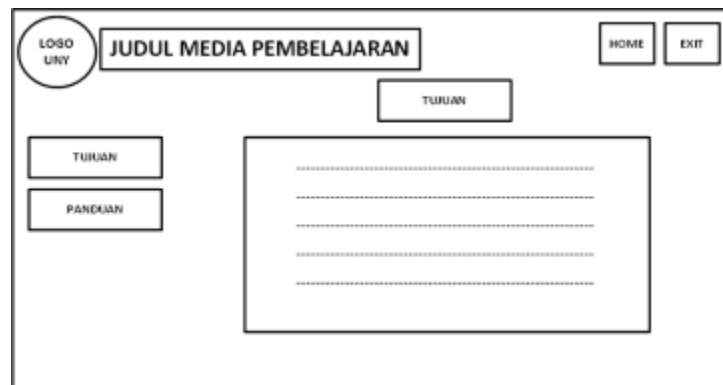 LOGO
UNY
JUDUL MEDIA PEMBELAJARAN
HOME
EXIT
TUJUAN
TUJUAN
PANDUAN